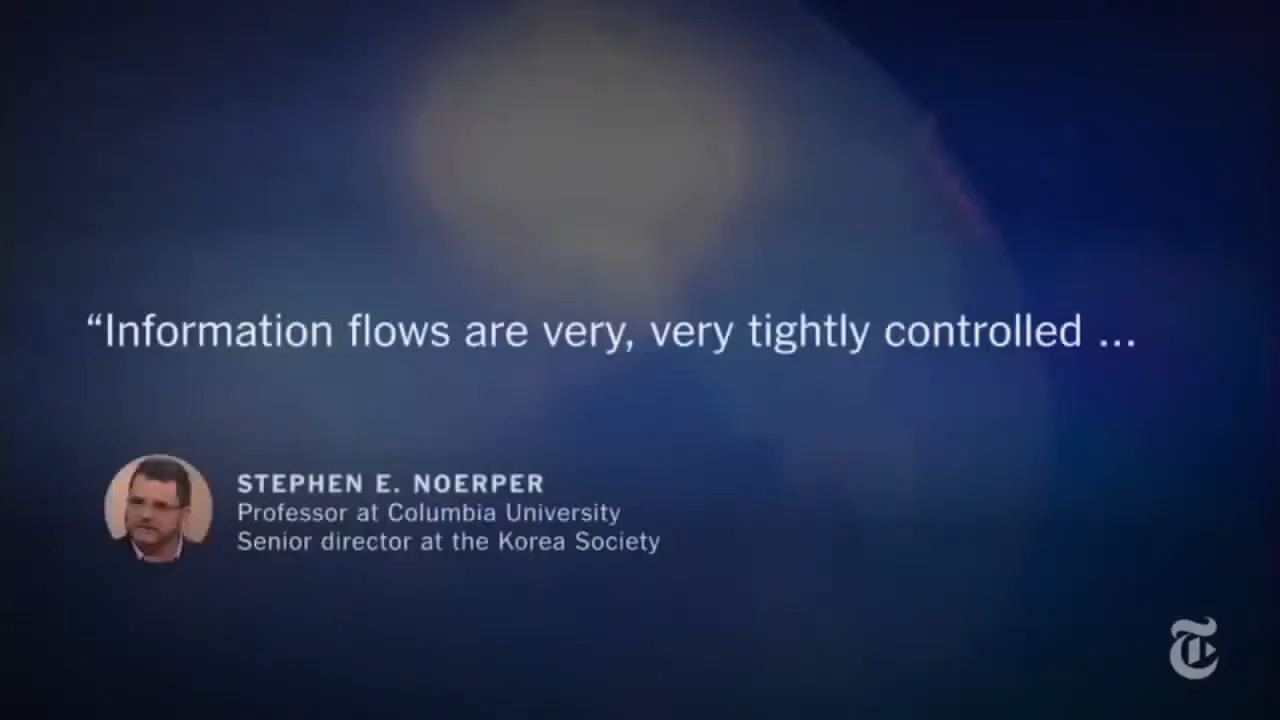 “Information flows are very, very tightly controlled ...
STEPHEN E. NOERPER
Professor at Columbia University
Senior director at the Korea Society
T